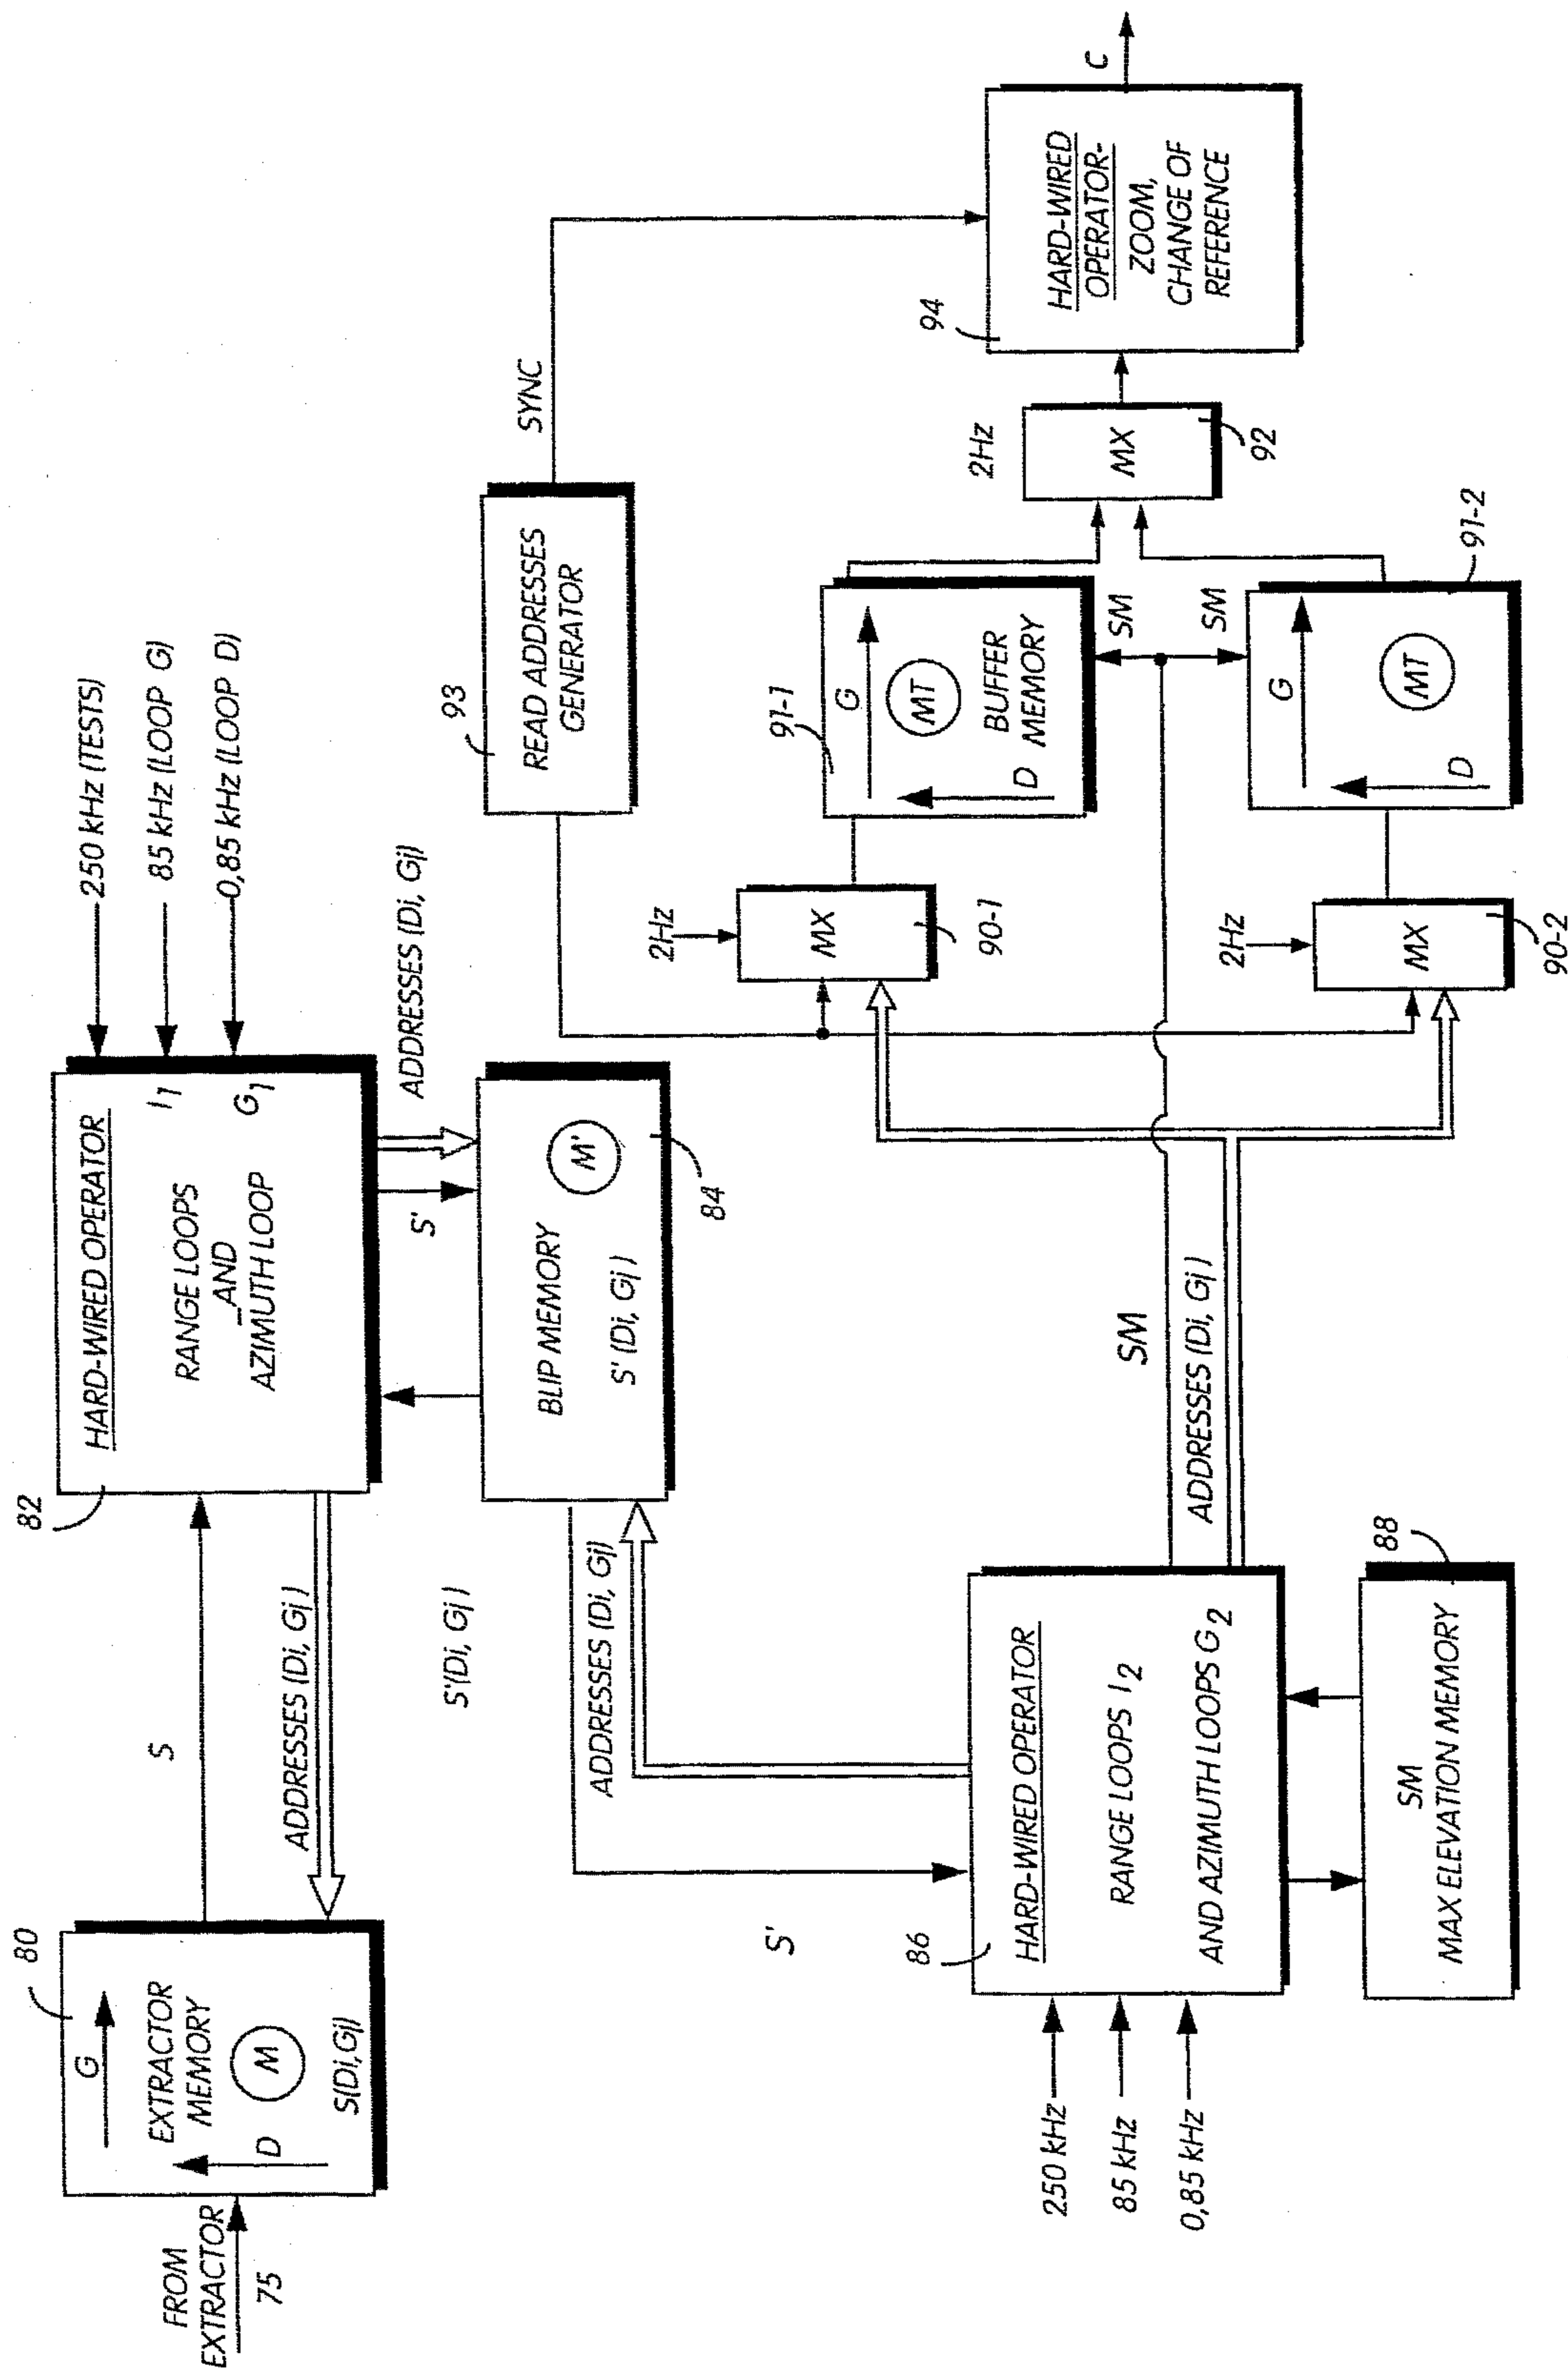 FROM
EXTRACTOR
75
80
G
EXTRACTOR
MEMORY
M
D
S(Di,Gj)
S
ADDRESSES (Di, Gj)
82
HARD-WIRED OPERATOR
RANGE LOOPS
AND
AZIMUTH LOOP
I1
G1
250 kHz (TESTS)
85 kHz (LOOP G)
0,85 kHz (LOOP D)
S'
ADDRESSES (Di, Gj)
BLIP MEMORY
M'
S' (Di, Gj)
84
S'(Di, Gj)
ADDRESSES (Di, Gj)
S'
86
HARD-WIRED OPERATOR
RANGE LOOPS I2
AND AZIMUTH LOOPS G2
250 kHz
85 kHz
0,85 kHz
88
SM
MAX ELEVATION MEMORY
SM
ADDRESSES (Di, Gj)
93
READ ADDRESSES
GENERATOR
SYNC
2Hz
MX
90-1
2Hz
MX
90-2
91-1
G
MT
BUFFER
D MEMORY
SM
SM
G
MT
D
91-2
2Hz
MX
92
94
HARD-WIRED
OPERATOR-
ZOOM,
CHANGE OF
REFERENCE
C